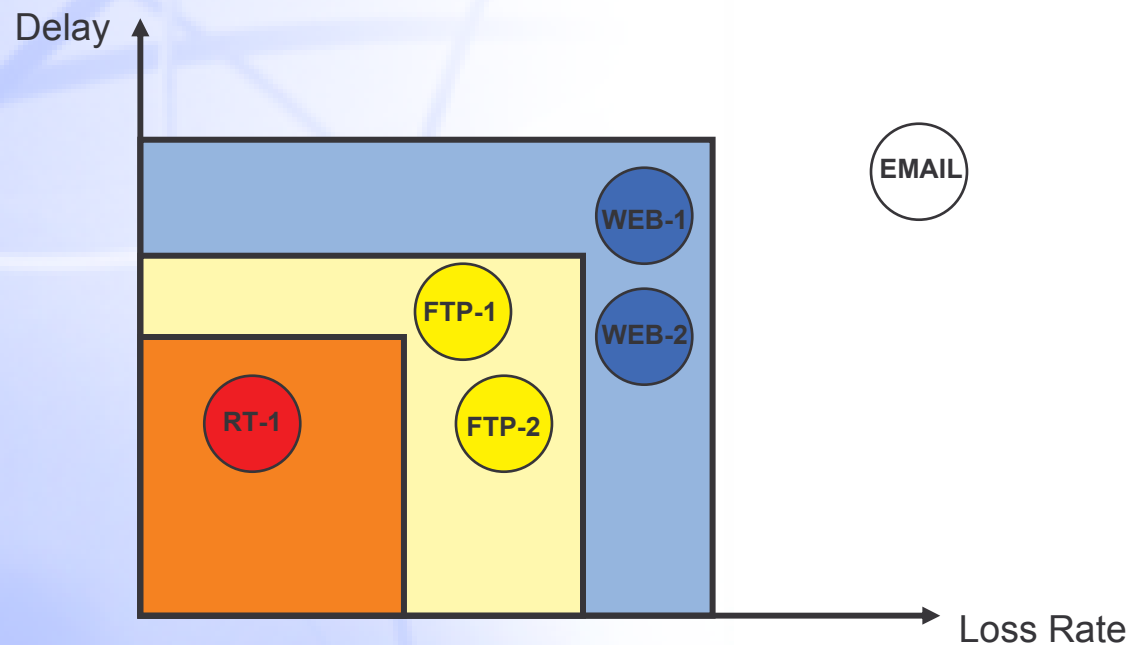 Delay
EMAIL
WEB-1
FTP-1
WEB-2
RT-1
FTP-2
Loss Rate